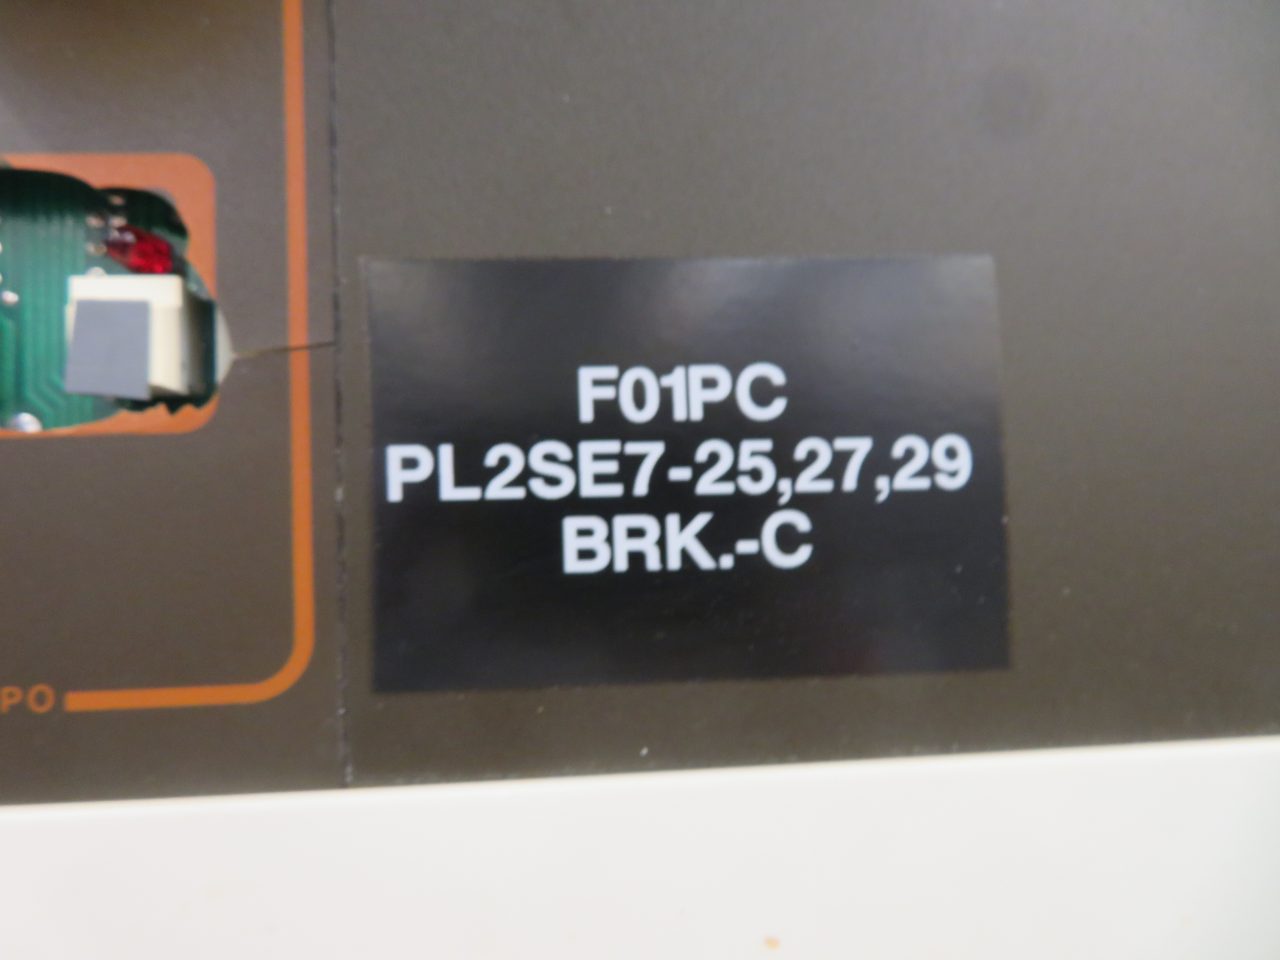 F01PC
PL2SE7-25,27,29
BRK.-C
PO